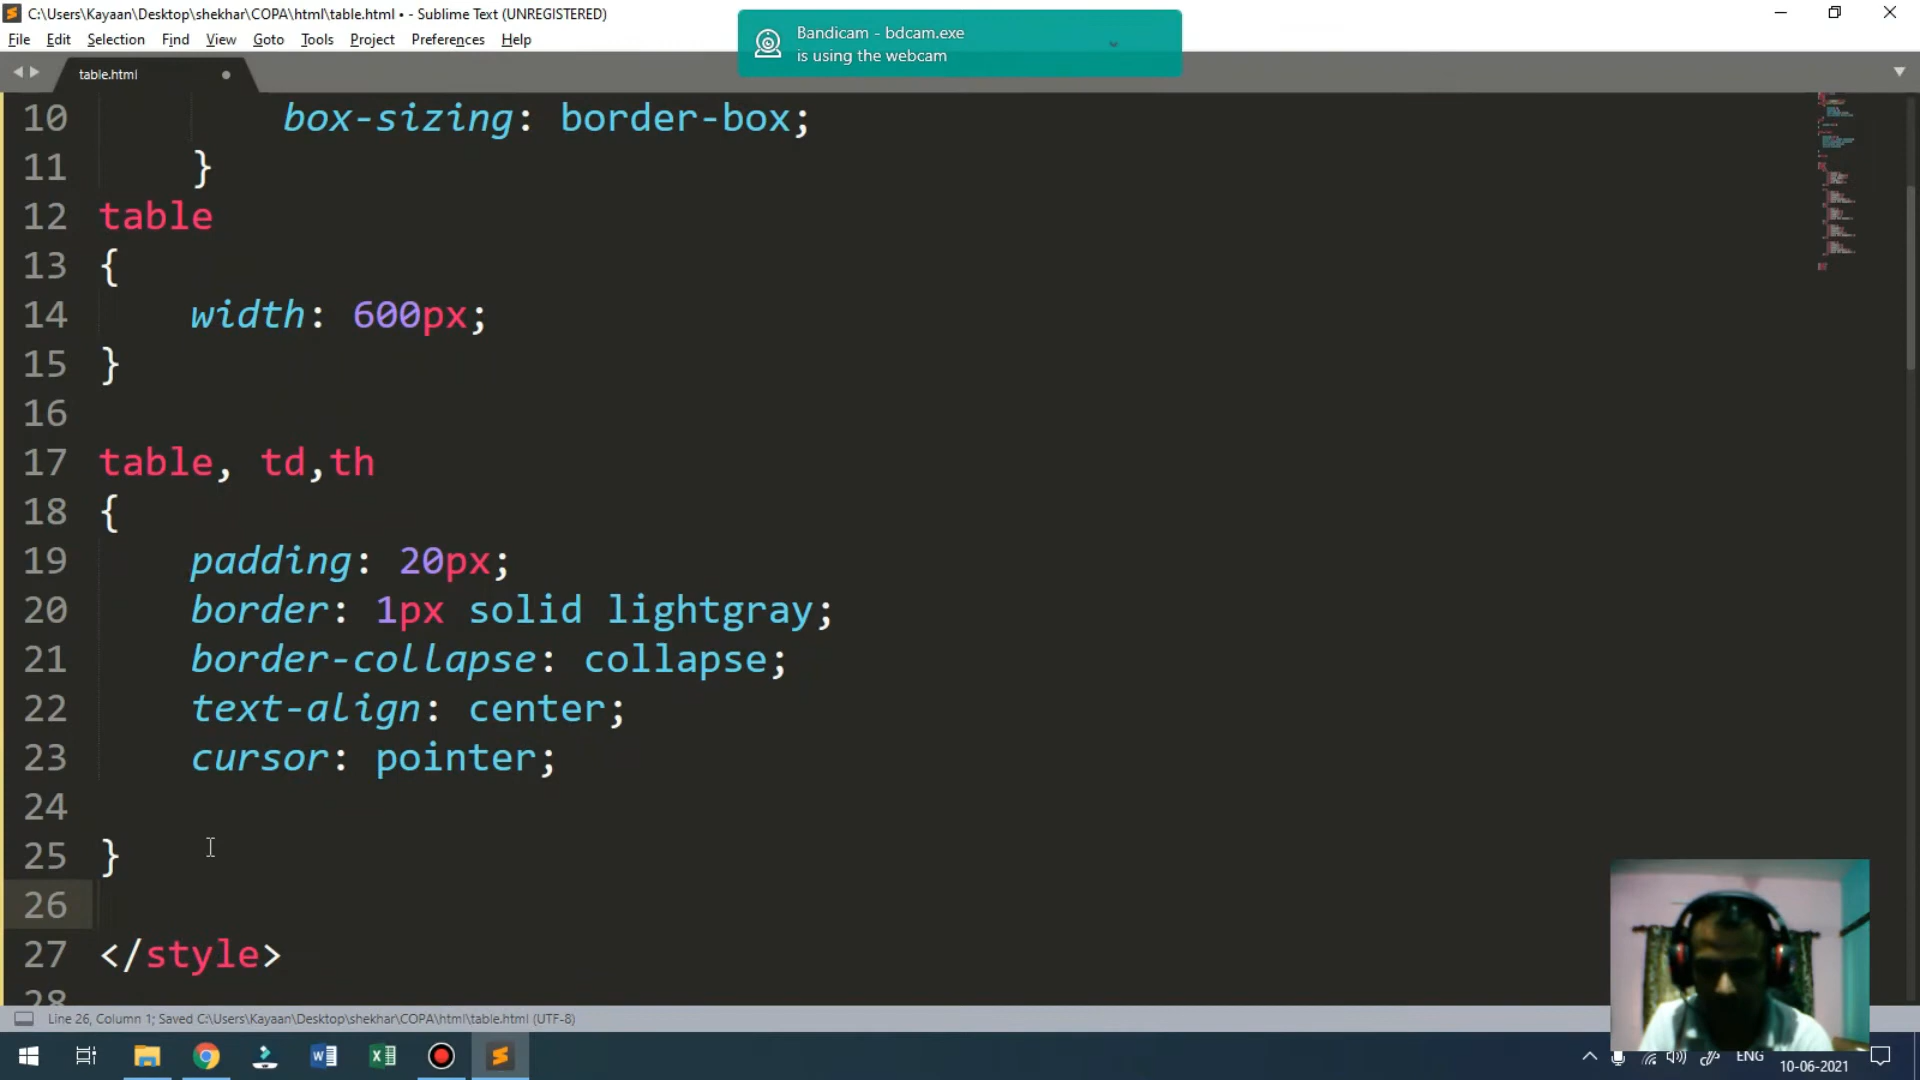 C:\Users\Kayaan\Desktop\shekhar\COPA\html\table.html • - Sublime Text (UNREGISTERED)
Bandicam - bdcam.exe
is using the webcam
File Edit Selection Find View Goto Tools Project Preferences Help
table.html
10 box-sizing: border-box;
11 }
12 table
13 {
14 width: 600px;
15 }
16
17 table, td,th
18 {
19 padding: 20px;
20 border: 1px solid lightgray;
21 border-collapse: collapse;
22 text-align: center;
23 cursor: pointer;
24
25 }
26
27 </style>
28
Line 26, Column 1; Saved C:\Users\Kayaan\Desktop\shekhar\COPA\html\table.html (UTF-8)
ENG
10-06-2021